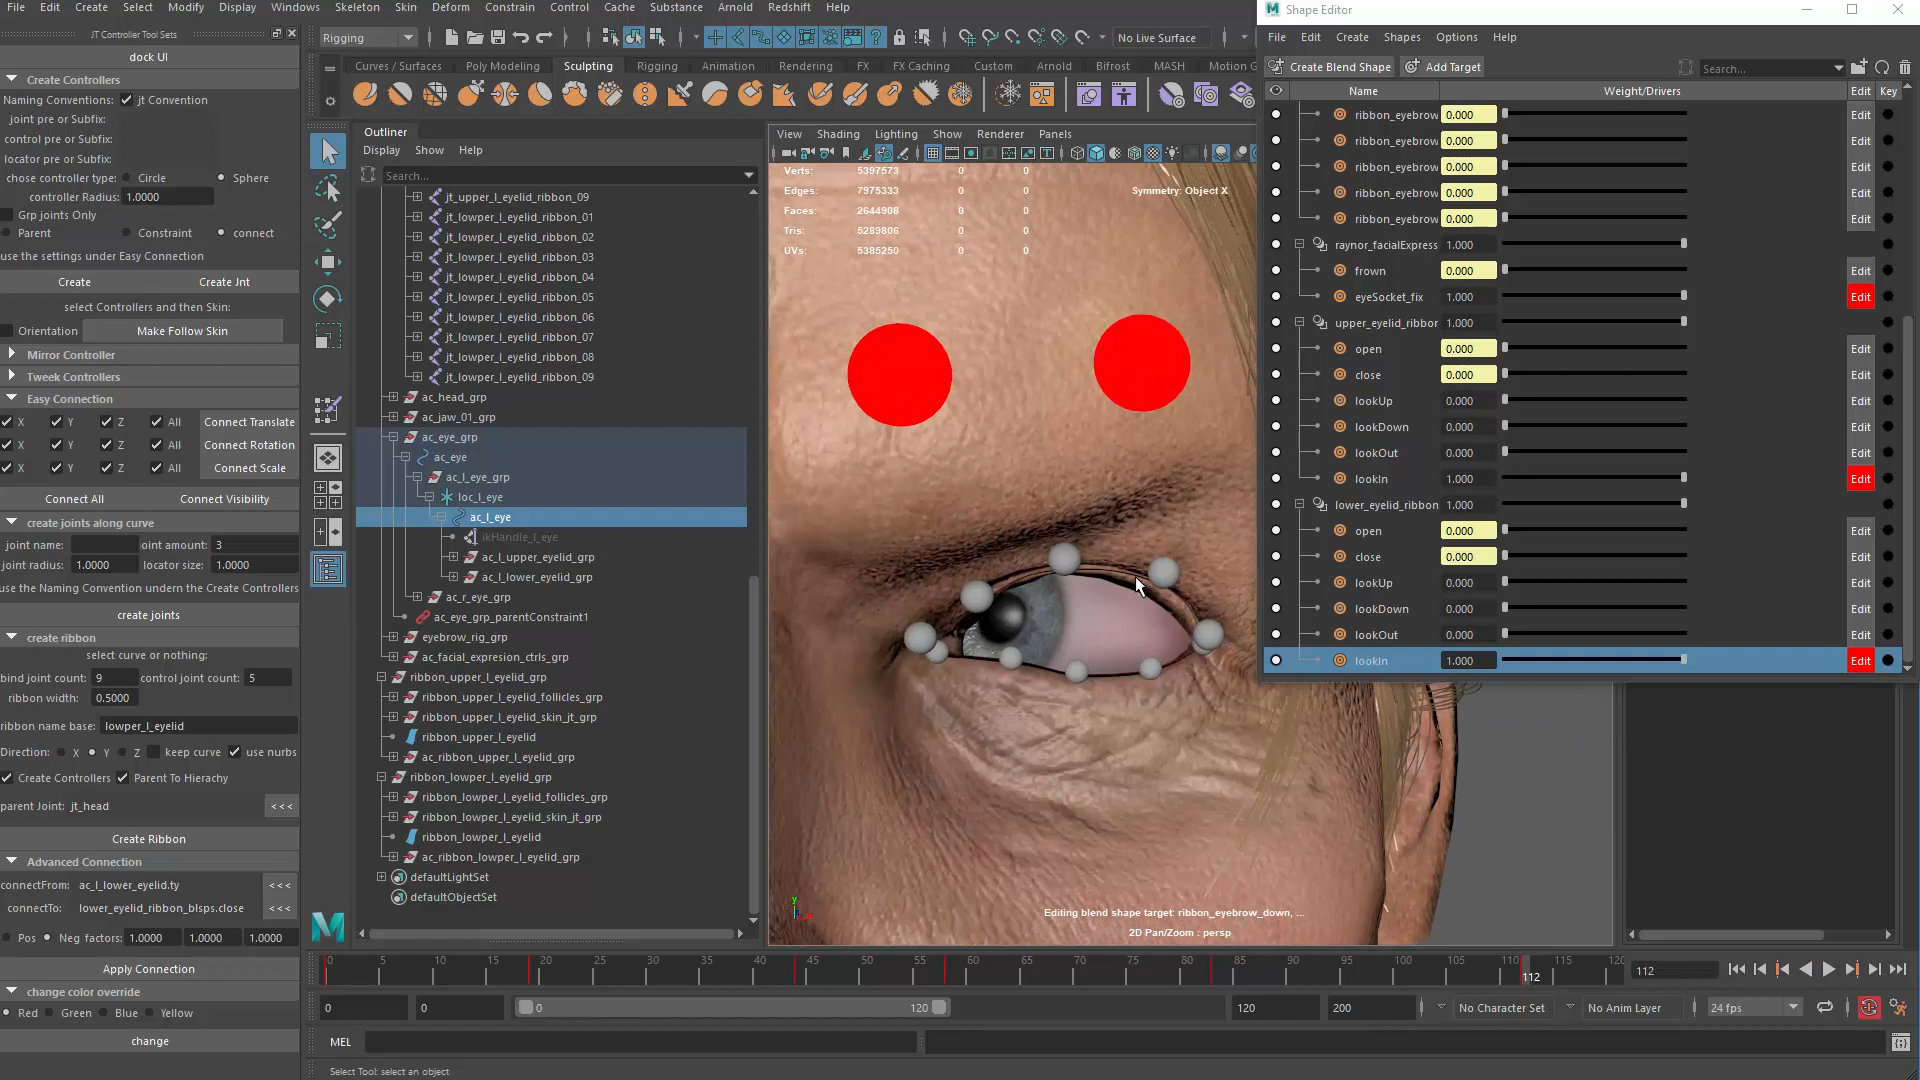 File Edit Create Select Modify Display Windows Skeleton Skin Deform Constrain Control Cache Substance Arnold Redshift Help
JT Controller Tool Sets
dock UI
Create Controllers
Naming Conventions: jt Convention
joint pre or Subfix:
control pre or Subfix:
locator pre or Subfix:
chose controller type: Circle Sphere
controller Radius: 1.0000
Grp joints Only
Parent Constraint connect
use the settings under Easy Connection
Create Create Jnt
select Controllers and then Skin:
Orientation Make Follow Skin
Mirror Controller
Tweek Controllers
Easy Connection
X Y Z All Connect Translate
X Y Z All Connect Rotation
X Y Z All Connect Scale
Connect All Connect Visibility
create joints along curve
joint name: oint amount: 3
joint radius: 1.0000 locator size: 1.0000
use the Naming Convention undern the Create Controllers
create joints
create ribbon
select curve or nothing:
bind joint count: 9 control joint count: 5
ribbon width: 0.5000
ribbon name base: lowper_l_eyelid
Direction: X Y Z keep curve use nurbs
Create Controllers Parent To Hierachy
parent Joint: jt_head <<<
Create Ribbon
Advanced Connection
connectFrom: ac_l_lower_eyelid.ty <<<
connectTo: lower_eyelid_ribbon_blsps.close <<<
Pos Neg factors: 1.0000 1.0000 1.0000
Apply Connection
change color override
Red Green Blue Yellow
change
Rigging
No Live Surface
Curves / Surfaces Poly Modeling Sculpting Rigging Animation Rendering FX FX Caching Custom Arnold Bifrost MASH Motion G
Outliner
Display Show Help
Search...
jt_upper_l_eyelid_ribbon_09
jt_lowper_l_eyelid_ribbon_01
jt_lowper_l_eyelid_ribbon_02
jt_lowper_l_eyelid_ribbon_03
jt_lowper_l_eyelid_ribbon_04
jt_lowper_l_eyelid_ribbon_05
jt_lowper_l_eyelid_ribbon_06
jt_lowper_l_eyelid_ribbon_07
jt_lowper_l_eyelid_ribbon_08
jt_lowper_l_eyelid_ribbon_09
ac_head_grp
ac_jaw_01_grp
ac_eye_grp
ac_eye
ac_l_eye_grp
loc_l_eye
ac_l_eye
ikHandle_l_eye
ac_l_upper_eyelid_grp
ac_l_lower_eyelid_grp
ac_r_eye_grp
ac_eye_grp_parentConstraint1
eyebrow_rig_grp
ac_facial_expresion_ctrls_grp
ribbon_upper_l_eyelid_grp
ribbon_upper_l_eyelid_follicles_grp
ribbon_upper_l_eyelid_skin_jt_grp
ribbon_upper_l_eyelid
ac_ribbon_upper_l_eyelid_grp
ribbon_lowper_l_eyelid_grp
ribbon_lowper_l_eyelid_follicles_grp
ribbon_lowper_l_eyelid_skin_jt_grp
ribbon_lowper_l_eyelid
ac_ribbon_lowper_l_eyelid_grp
defaultLightSet
defaultObjectSet
View Shading Lighting Show Renderer Panels
Verts: 5397573 0 0
Edges: 7975333 0 0
Faces: 2644908 0 0
Tris: 5289806 0 0
UVs: 5385250 0 0
Symmetry: Object X
y
Editing blend shape target: ribbon_eyebrow_down, ...
2D Pan/Zoom : persp
Shape Editor
File Edit Create Shapes Options Help
Create Blend Shape Add Target Search...
Name Weight/Drivers Edit Key
ribbon_eyebrow 0.000 Edit
ribbon_eyebrow 0.000 Edit
ribbon_eyebrow 0.000 Edit
ribbon_eyebrow 0.000 Edit
ribbon_eyebrow 0.000 Edit
raynor_facialExpress 1.000
frown 0.000 Edit
eyeSocket_fix 1.000 Edit
upper_eyelid_ribbor 1.000
open 0.000 Edit
close 0.000 Edit
lookUp 0.000 Edit
lookDown 0.000 Edit
lookOut 0.000 Edit
lookIn 1.000 Edit
lower_eyelid_ribbon 1.000
open 0.000 Edit
close 0.000 Edit
lookUp 0.000 Edit
lookDown 0.000 Edit
lookOut 0.000 Edit
lookIn 1.000 Edit
0 5 10 15 20 25 30 35 40 45 50 55 60 65 70 75 80 85 90 95 100 105 110 115 120
112
112
0 0 0 120 120 200 No Character Set No Anim Layer 24 fps
MEL
Select Tool: select an object